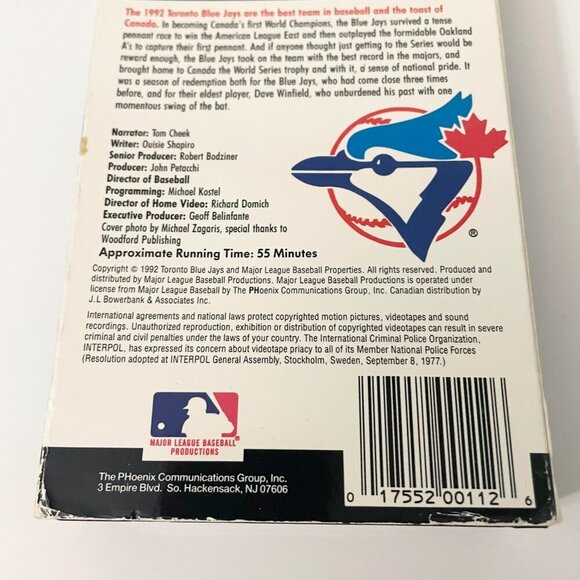 The 1992 Toronto Blue Jays are the best team in baseball and the toast of
Canada. In becoming Canada's first World Champions, the Blue Jays survived a tense
pennant race to win the American League East and then outplayed the formidable Oakland
A's to capture their first pennant. And if anyone thought just getting to the Series would be
reward enough, the Blue Jays took on the team with the best record in the majors, and
brought home to Canada the World Series trophy and with it, a sense of national pride. It
was a season of redemption both for the Blue Jays, who had come close three times
before, and for their eldest player, Dave Winfield, who unburdened his past with one
momentous swing of the bat.
Narrator: Tom Cheek
Writer: Ouisie Shapiro
Senior Producer: Robert Bodziner
Producer: John Petacchi
Director of Baseball
Programming: Michael Kostel
Director of Home Video: Richard Domich
Executive Producer: Geoff Belinfante
Cover photo by Michael Zagaris, special thanks to
Woodford Publishing
Approximate Running Time: 55 Minutes
®
Copyright © 1992 Toronto Blue Jays and Major League Baseball Properties. All rights reserved. Produced and
distributed by Major League Baseball Productions. Major League Baseball Productions is operated under
license from Major League Baseball by The PHoenix Communications Group, Inc. Canadian distribution by
J.L Bowerbank & Associates Inc.
International agreements and national laws protect copyrighted motion pictures, videotapes and sound
recordings. Unauthorized reproduction, exhibition or distribution of copyrighted videotapes can result in severe
criminal and civil penalties under the laws of your country. The International Criminal Police Organization,
INTERPOL, has expressed its concern about videotape priacy to all of its Member National Police Forces
(Resolution adopted at INTERPOL General Assembly, Stockholm, Sweden, September 8, 1977.)
MAJOR LEAGUE BASEBALL®
PRODUCTIONS
The PHoenix Communications Group, Inc.
3 Empire Blvd. So. Hackensack, NJ 07606
0 17552 00112 6